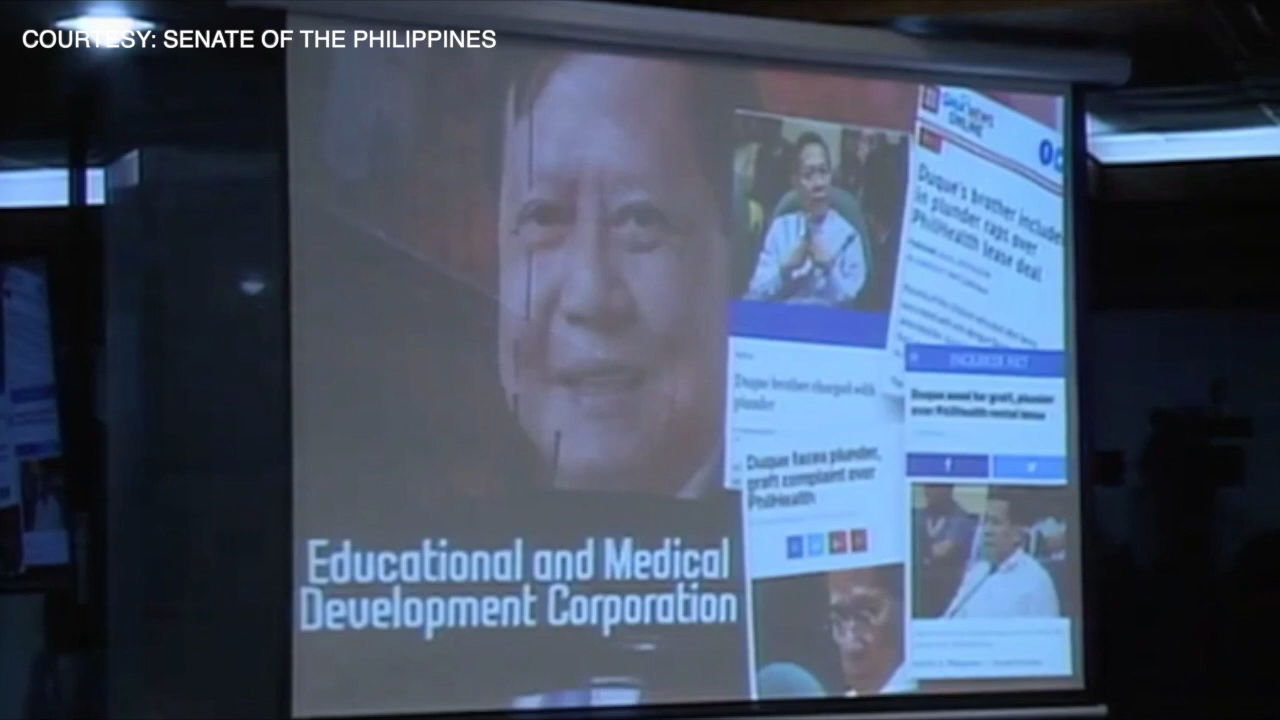 COURTESY: SENATE OF THE PHILIPPINES
NEWS
ONLINE
Duque's brother include
in plunder raps over
PhilHealth lease deal
INQUIRER.NET
Duque sued for graft, plunder
over PhilHealth rental lease
Duque brother charged with
plunder
Duque faces plunder,
graft complaint over
PhilHealth
Educational and Medical
Development Corporation